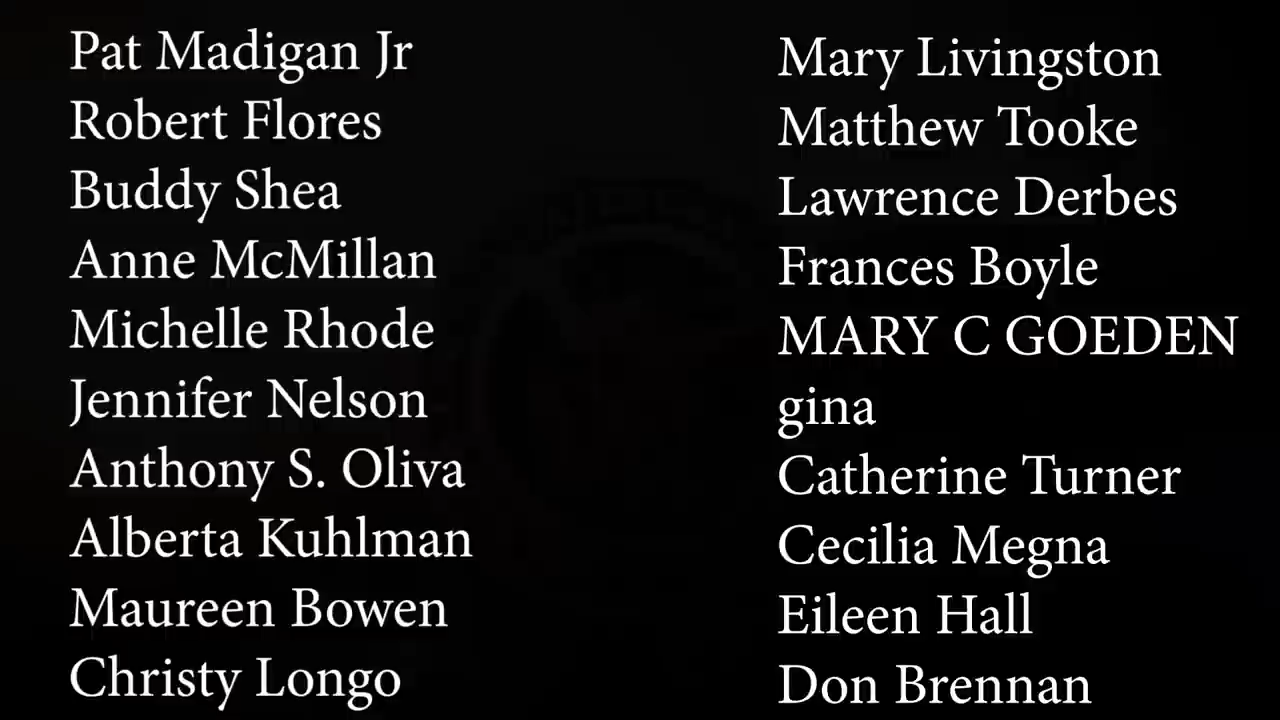 Pat Madigan Jr
Robert Flores
Buddy Shea
Anne McMillan
Michelle Rhode
Jennifer Nelson
Anthony S. Oliva
Alberta Kuhlman
Maureen Bowen
Christy Longo
Mary Livingston
Matthew Tooke
Lawrence Derbes
Frances Boyle
MARY C GOEDEN
gina
Catherine Turner
Cecilia Megna
Eileen Hall
Don Brennan